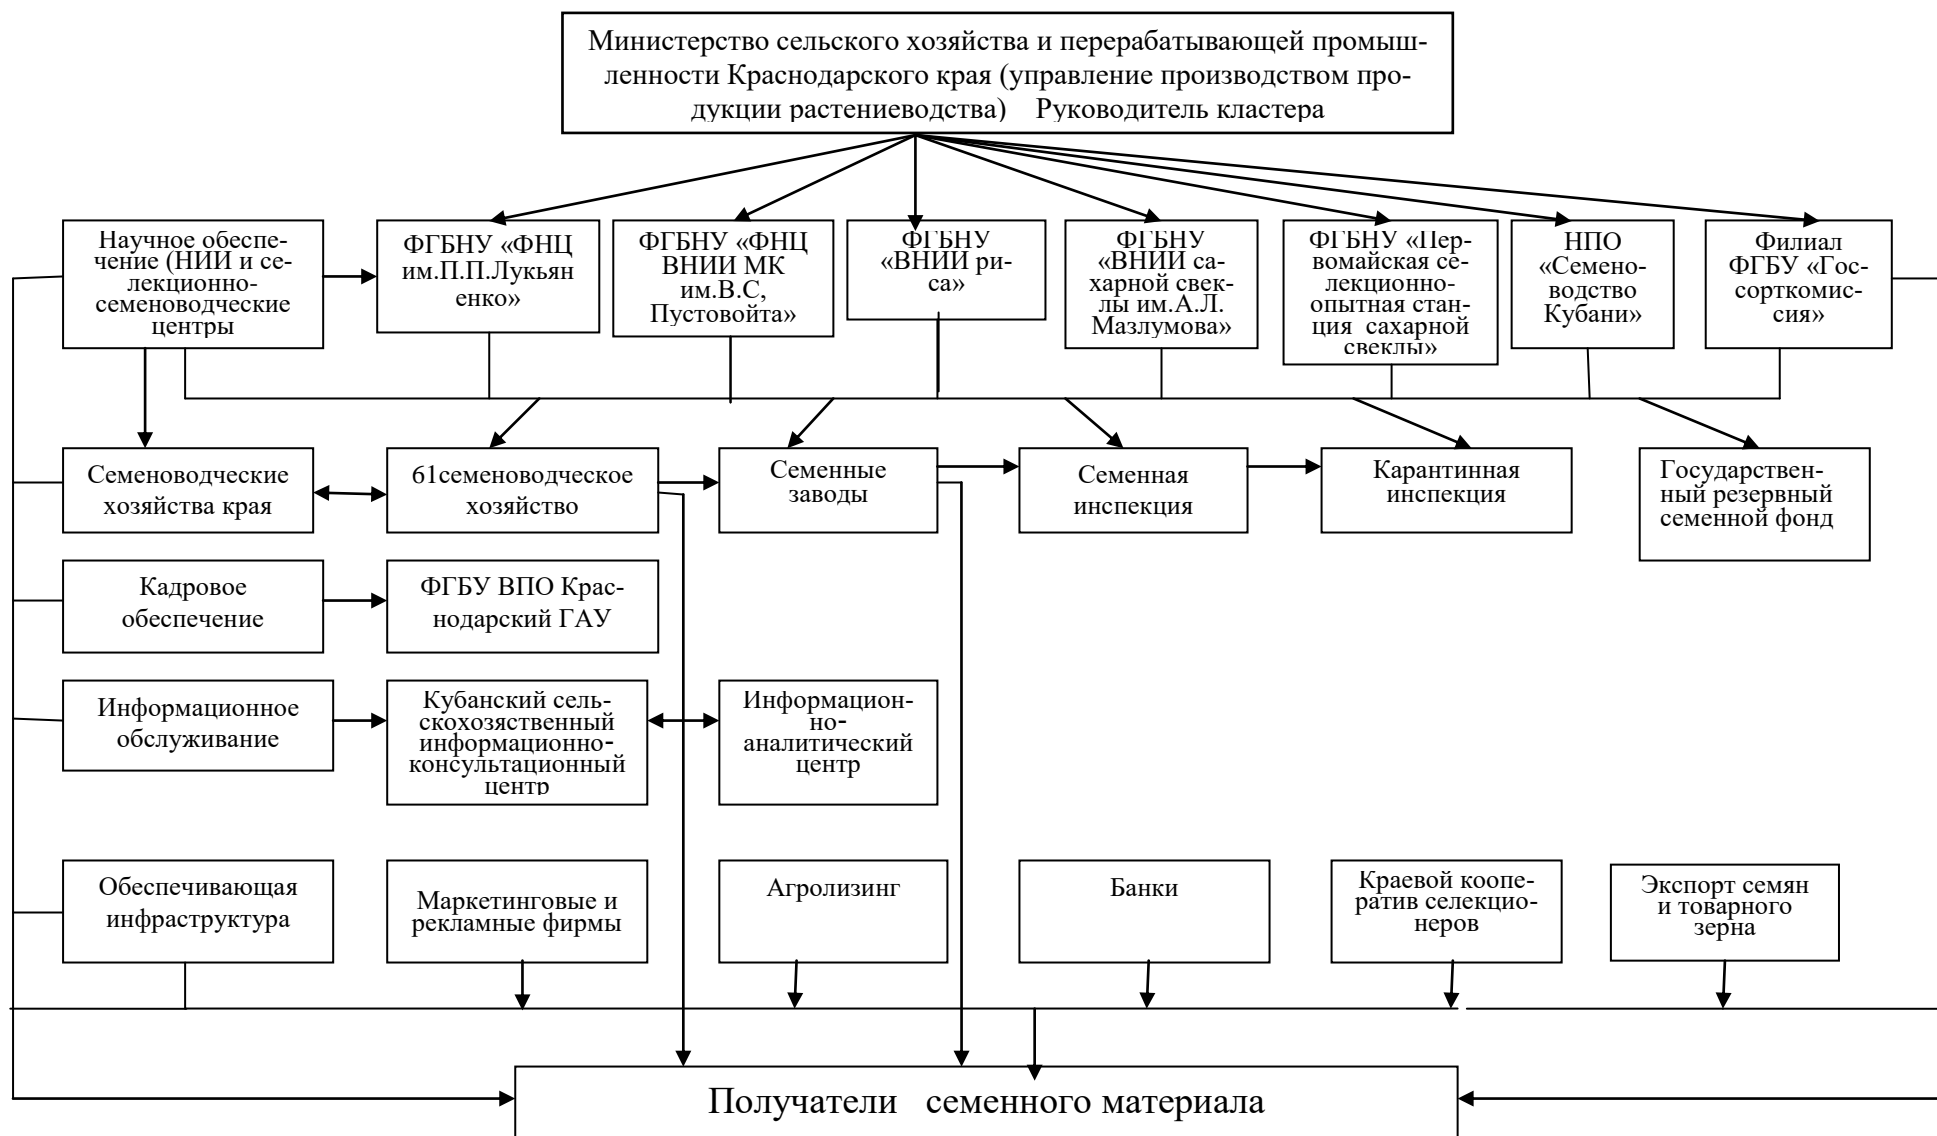 Министерство сельского хозяйства и перерабатывающей промыш-
ленности Краснодарского края (управление производством про-
дукции растениеводства) Руководитель кластера
Научное обеспе-
чение (НИИ и се-
лекционно-
семеноводческие
центры
ФГБНУ «ФНЦ
им.П.П.Лукьян
енко»
ФГБНУ «ФНЦ
ВНИИ МК
им.В.С,
Пустовойта»
ФГБНУ
«ВНИИ ри-
са»
ФГБНУ
«ВНИИ са-
харной свек-
лы им.А.Л.
Мазлумова»
ФГБНУ «Пер-
вомайская се-
лекционно-
опытная стан-
ция сахарной
свеклы»
НПО
«Семено-
водство
Кубани»
Филиал
ФГБУ «Гос-
сорткомис-
сия»
Семеноводческие
хозяйства края
61семеноводческое
хозяйство
Семенные
заводы
Семенная
инспекция
Карантинная
инспекция
Государствен-
ный резервный
семенной фонд
Кадровое
обеспечение
ФГБУ ВПО Крас-
нодарский ГАУ
Информационное
обслуживание
Кубанский сель-
скохозяственный
информационно-
консультационный
центр
Информацион-
но-
аналитический
центр
Обеспечивающая
инфраструктура
Маркетинговые и
рекламные фирмы
Агролизинг
Банки
Краевой коопе-
ратив селекцио-
неров
Экспорт семян
и товарного
зерна
Получатели семенного материала